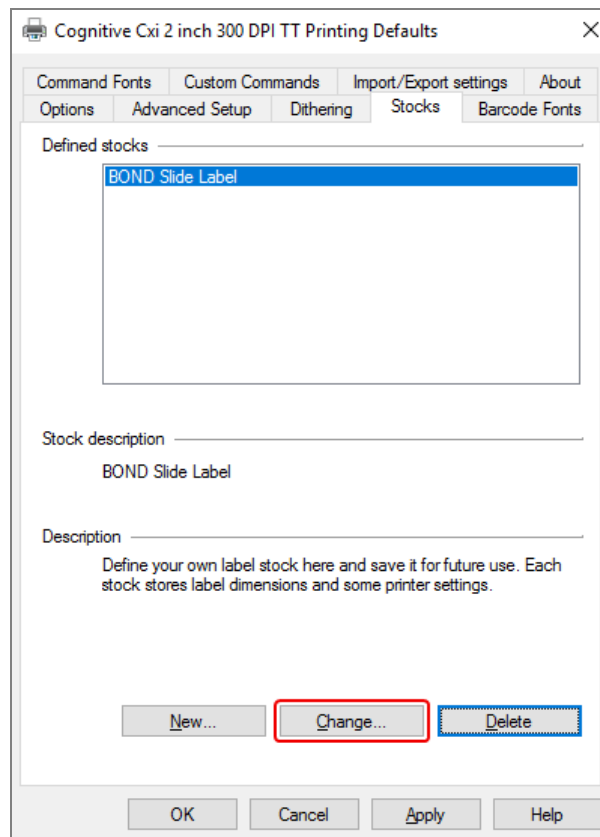 Cognitive Cxi 2 inch 300 DPI TT Printing Defaults
Command Fonts Custom Commands Import/Export settings About
Options Advanced Setup Dithering Stocks Barcode Fonts
Defined stocks
BOND Slide Label
Stock description
BOND Slide Label
Description
Define your own label stock here and save it for future use. Each
stock stores label dimensions and some printer settings.
New... Change... Delete
OK Cancel Apply Help